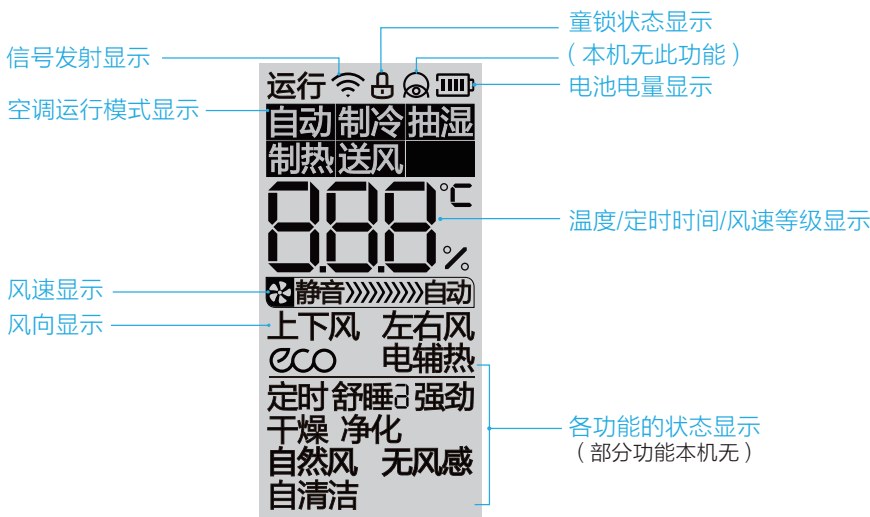 童锁状态显示
信号发射显示
（本机无此功能）
电池电量显示
运行
空调运行模式显示
自动 制冷 抽湿
制热 送风
8.8.8 ℃
%
温度/定时时间/风速等级显示
风速显示
静音 》》》》》 自动
风向显示
上下风 左右风
eco 电辅热
定时 舒睡 2 强劲
干燥 净化
各功能的状态显示
（部分功能本机无）
自然风 无风感
自清洁